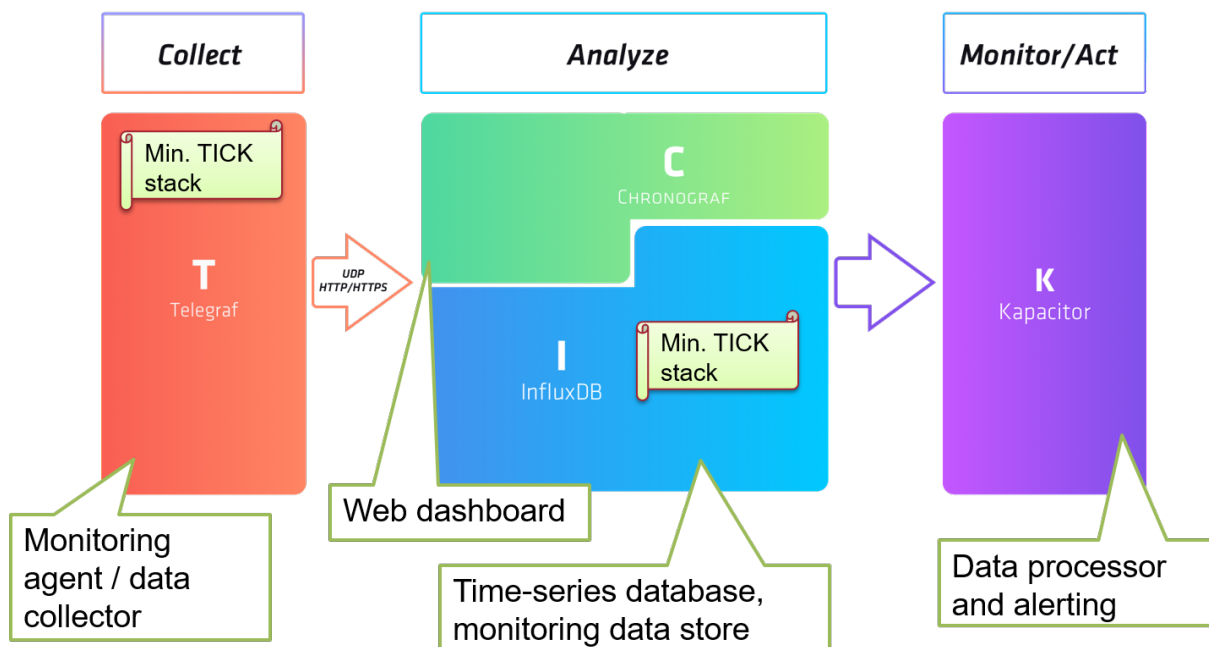 Collect
Analyze
Monitor/Act
Min. TICK
stack
T
Telegraf
UDP
HTTP/HTTPS
C
CHRONOGRAF
I
InfluxDB
Min. TICK
stack
K
Kapacitor
Monitoring
agent / data
collector
Web dashboard
Time-series database,
monitoring data store
Data processor
and alerting